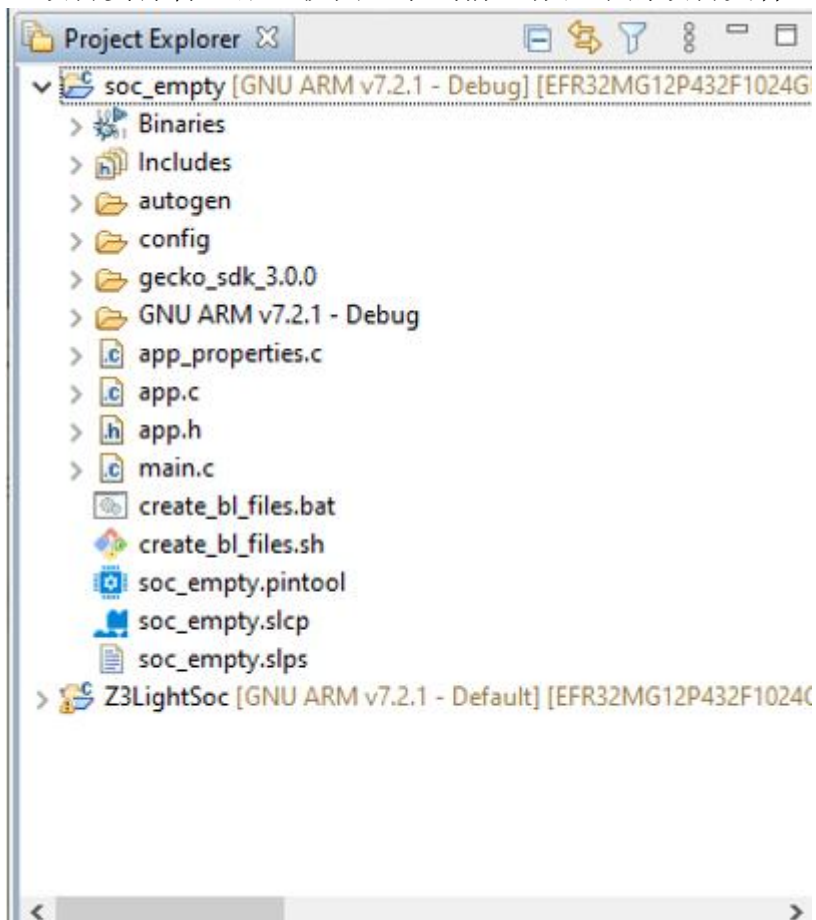 Project Explorer
soc_empty [GNU ARM v7.2.1 - Debug] [EFR32MG12P432F1024G
Binaries
Includes
autogen
config
gecko_sdk_3.0.0
GNU ARM v7.2.1 - Debug
app_properties.c
app.c
app.h
main.c
create_bl_files.bat
create_bl_files.sh
soc_empty.pintool
soc_empty.slcp
soc_empty.slps
Z3LightSoc [GNU ARM v7.2.1 - Default] [EFR32MG12P432F1024G